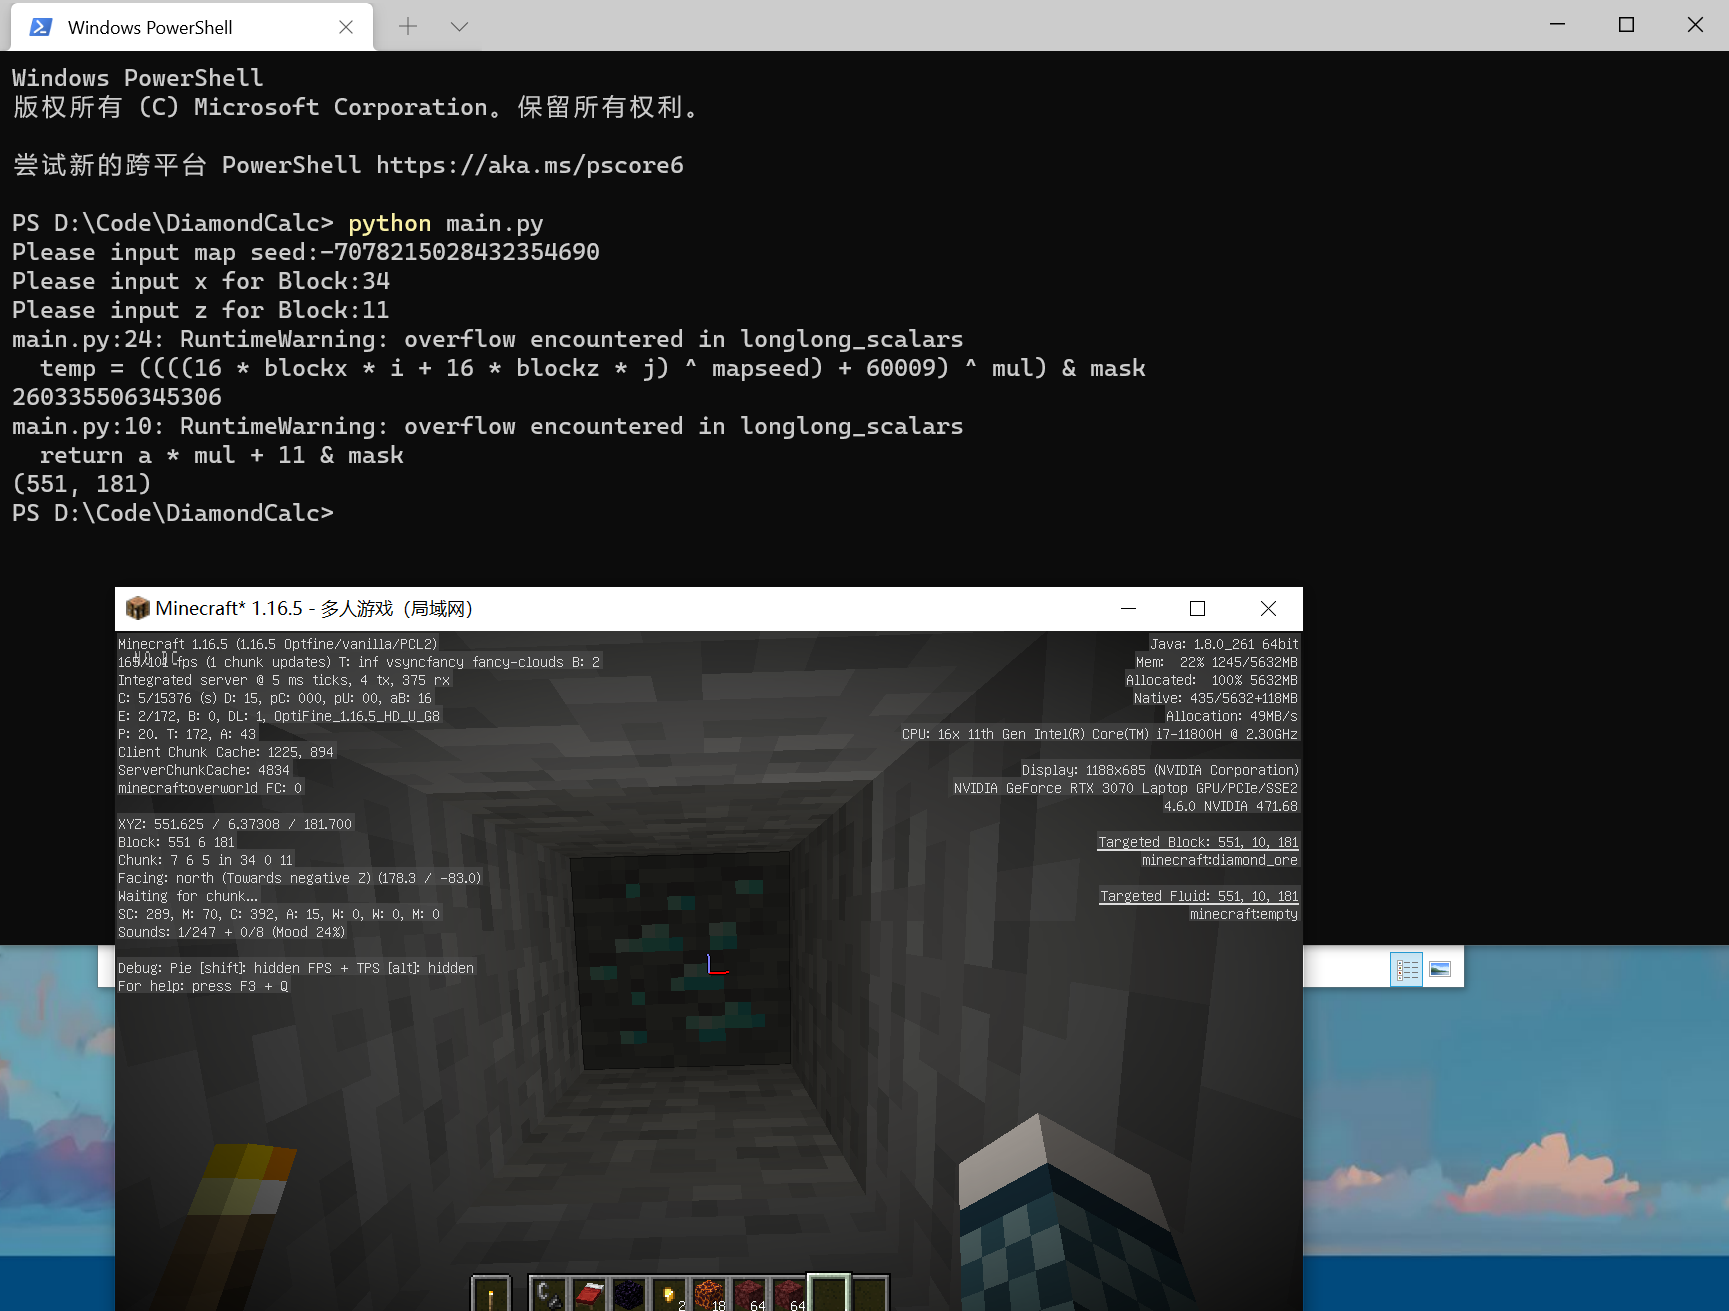 Windows PowerShell
Windows PowerShell
版权所有 (C) Microsoft Corporation。保留所有权利。
尝试新的跨平台 PowerShell https://aka.ms/pscore6
PS D:\Code\DiamondCalc> python main.py
Please input map seed:-7078215028432354690
Please input x for Block:34
Please input z for Block:11
main.py:24: RuntimeWarning: overflow encountered in longlong_scalars
temp = ((((16 * blockx * i + 16 * blockz * j) ^ mapseed) + 60009) ^ mul) & mask
260335506345306
main.py:10: RuntimeWarning: overflow encountered in longlong_scalars
return a * mul + 11 & mask
(551, 181)
PS D:\Code\DiamondCalc>
Minecraft* 1.16.5 - 多人游戏（局域网）
Minecraft 1.16.5 (1.16.5 Optfine/vanilla/PCL2)
fps (1 chunk updates) T: inf vsyncfancy fancy-clouds B: 2
Integrated server @ 5 ms ticks, 4 tx, 375 rx
C: 5/15376 (s) D: 15, pC: 000, pU: 00, aB: 16
E: 2/172, B: 0, DL: 1, OptiFine_1.16.5_HD_U_G8
P: 20. T: 172, A: 43
Client Chunk Cache: 1225, 894
ServerChunkCache: 4834
minecraft:overworld FC: 0
XYZ: 551.625 / 6.37308 / 181.700
Block: 551 6 181
Chunk: 7 6 5 in 34 0 11
Facing: north (Towards negative Z) (178.3 / -83.0)
Waiting for chunk...
SC: 289, M: 70, C: 392, A: 15, W: 0, W: 0, M: 0
Sounds: 1/247 + 0/8 (Mood 24%)
Debug: Pie [shift]: hidden FPS + TPS [alt]: hidden
For help: press F3 + Q
Java: 1.8.0_261 64bit
Mem: 22% 1245/5632MB
Allocated: 100% 5632MB
Native: 435/5632+118MB
Allocation: 49MB/s
CPU: 16x 11th Gen Intel(R) Core(TM) i7-11800H @ 2.30GHz
Display: 1188x685 (NVIDIA Corporation)
NVIDIA GeForce RTX 3070 Laptop GPU/PCIe/SSE2
4.6.0 NVIDIA 471.68
Targeted Block: 551, 10, 181
minecraft:diamond_ore
Targeted Fluid: 551, 10, 181
minecraft:empty
2 18 64 64